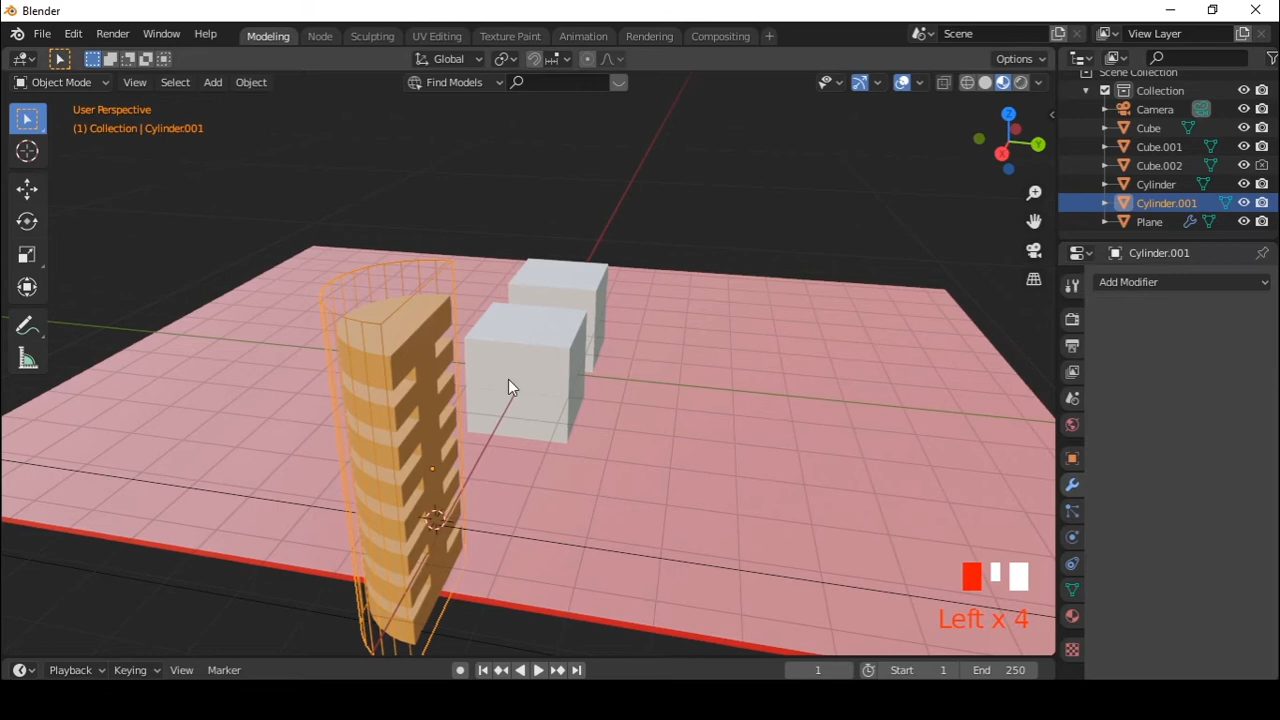 Blender
File Edit Render Window Help
Modeling Node Sculpting UV Editing Texture Paint Animation Rendering Compositing +
Scene
View Layer
Global
Options
Object Mode View Select Add Object
Find Models
User Perspective
(1) Collection | Cylinder.001
Z
Y
X
Scene Collection
Collection
Camera
Cube
Cube.001
Cube.002
Cylinder
Cylinder.001
Plane
Cylinder.001
Add Modifier
Left x 4
Playback Keying View Marker
1
Start 1
End 250